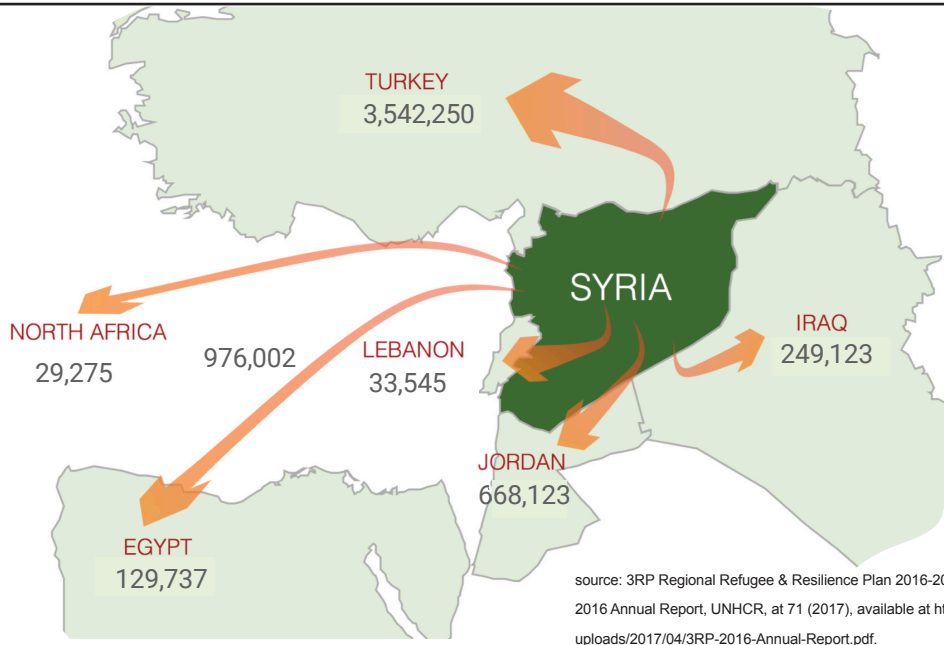 TURKEY
3,542,250
SYRIA
NORTH AFRICA
29,275
976,002
LEBANON
33,545
IRAQ
249,123
JORDAN
668,123
EGYPT
129,737
source: 3RP Regional Refugee & Resilience Plan 2016-20
2016 Annual Report, UNHCR, at 71 (2017), available at ht
uploads/2017/04/3RP-2016-Annual-Report.pdf.